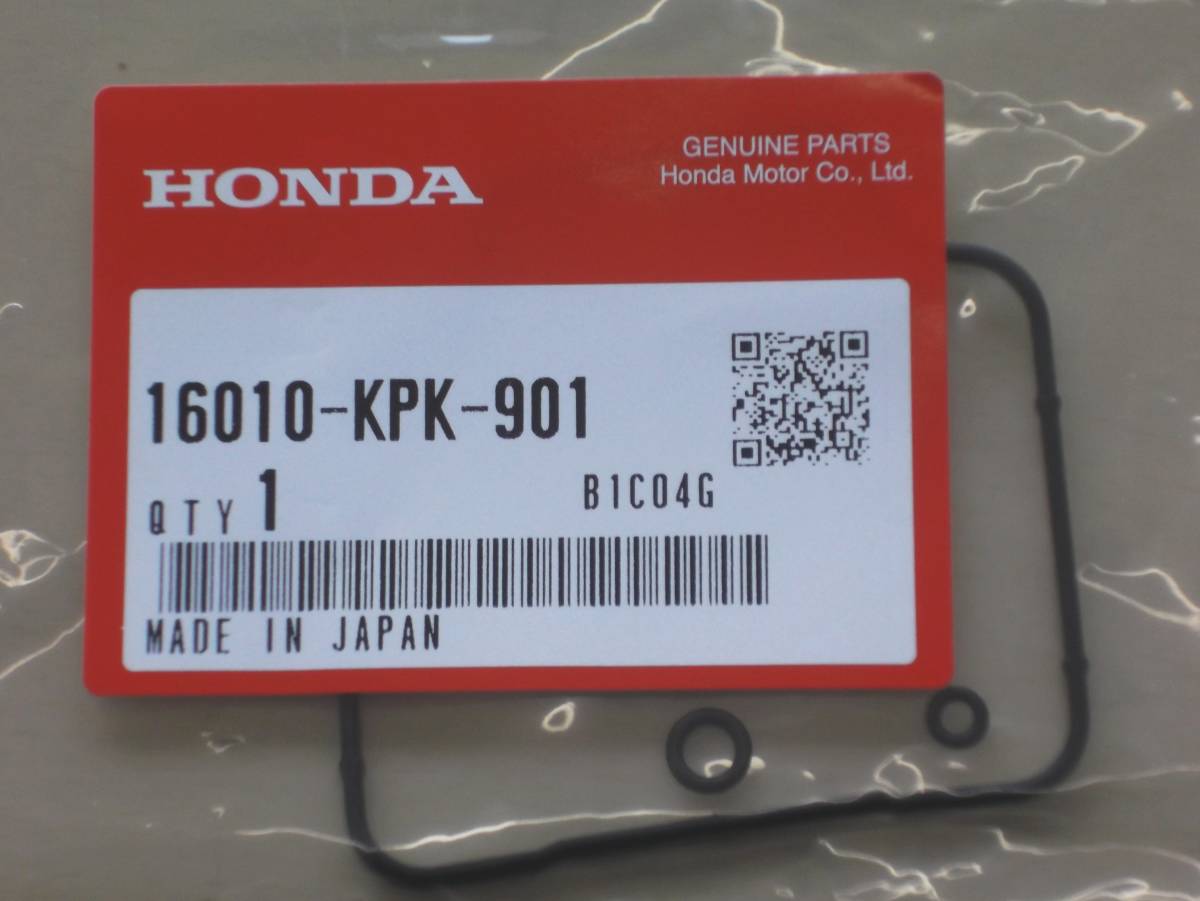 HONDA
GENUINE PARTS
Honda Motor Co., Ltd.
16010-KPK-901
QTY 1
B1C04G
MADE IN JAPAN